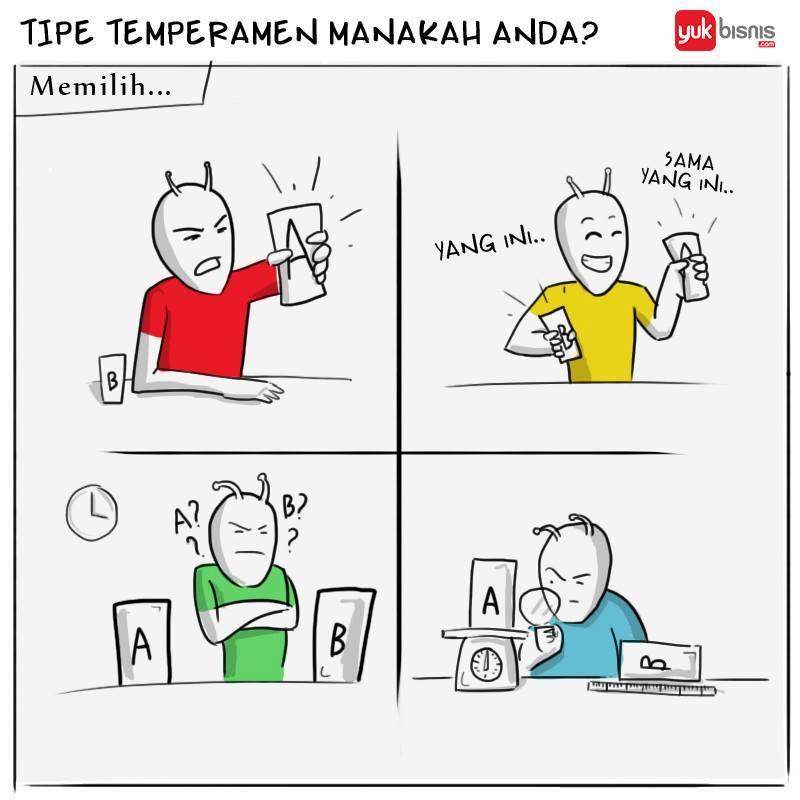 TIPE TEMPERAMEN MANAKAH ANDA?
yuk bisnis
.com
Memilih...
A
B
YANG INI..
SAMA
YANG INI..
B
A
A?
B?
?
?
A
B
A
B